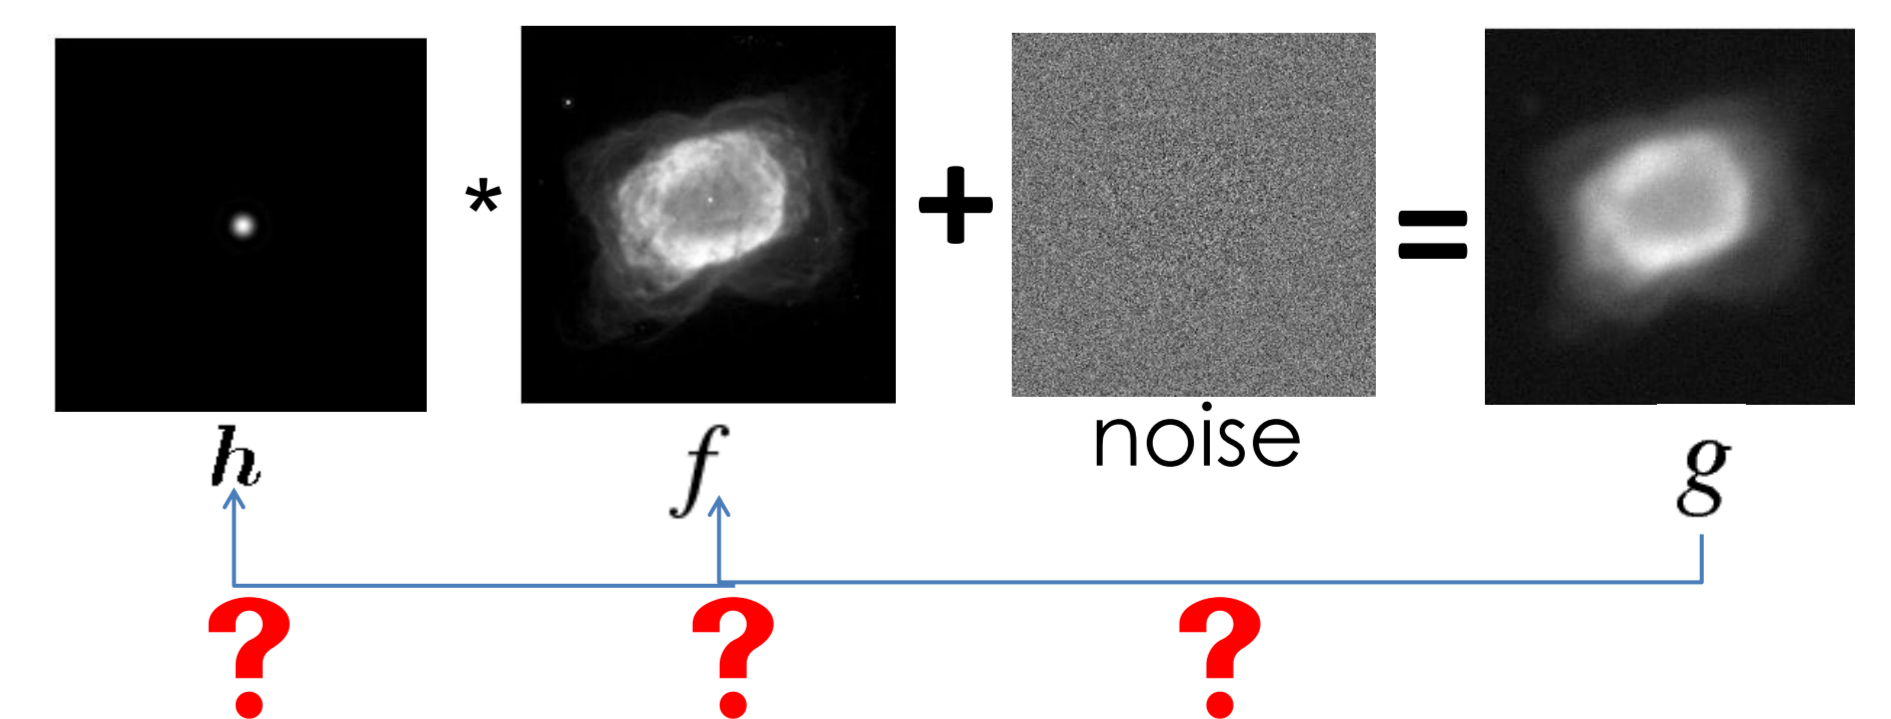 * + =
h f noise g
? ? ?